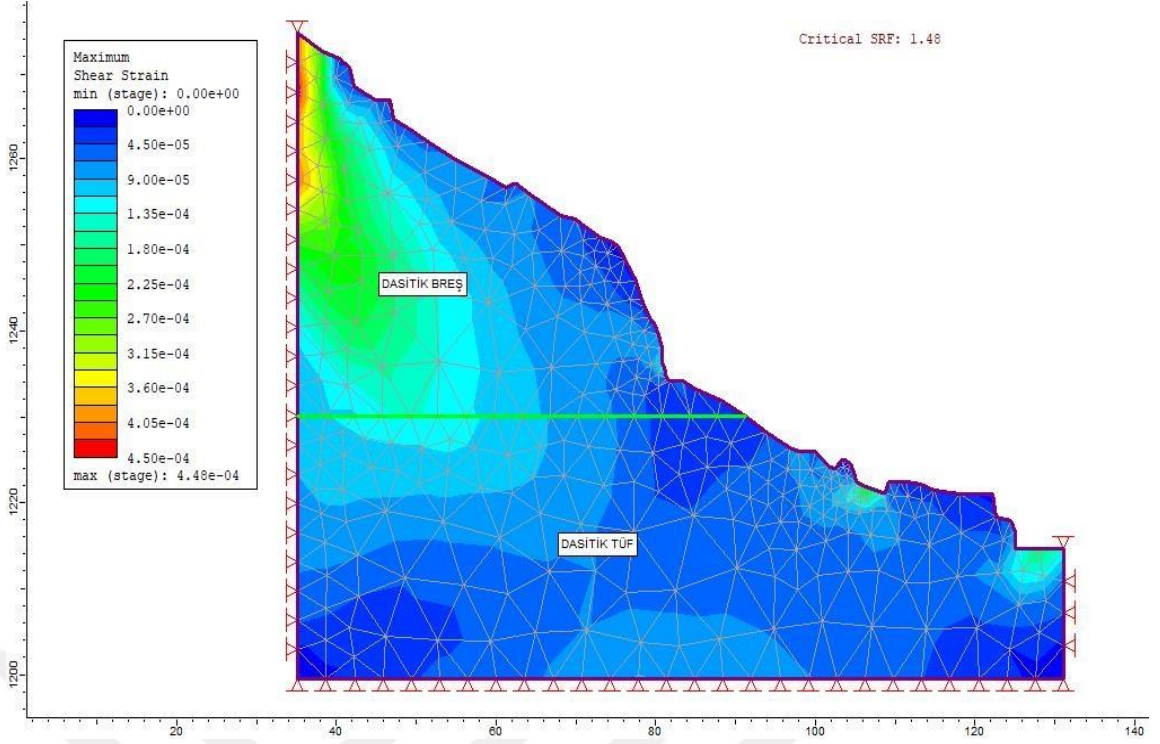 Critical SRF: 1.48
Maximum
Shear Strain
min (stage): 0.00e+00
0.00e+00
4.50e-05
9.00e-05
1.35e-04
1.80e-04
2.25e-04
2.70e-04
3.15e-04
3.60e-04
4.05e-04
4.50e-04
max (stage): 4.48e-04
DASİTİK BREŞ
DASİTİK TÜF
1260
1240
1220
1200
20 40 60 80 100 120 140